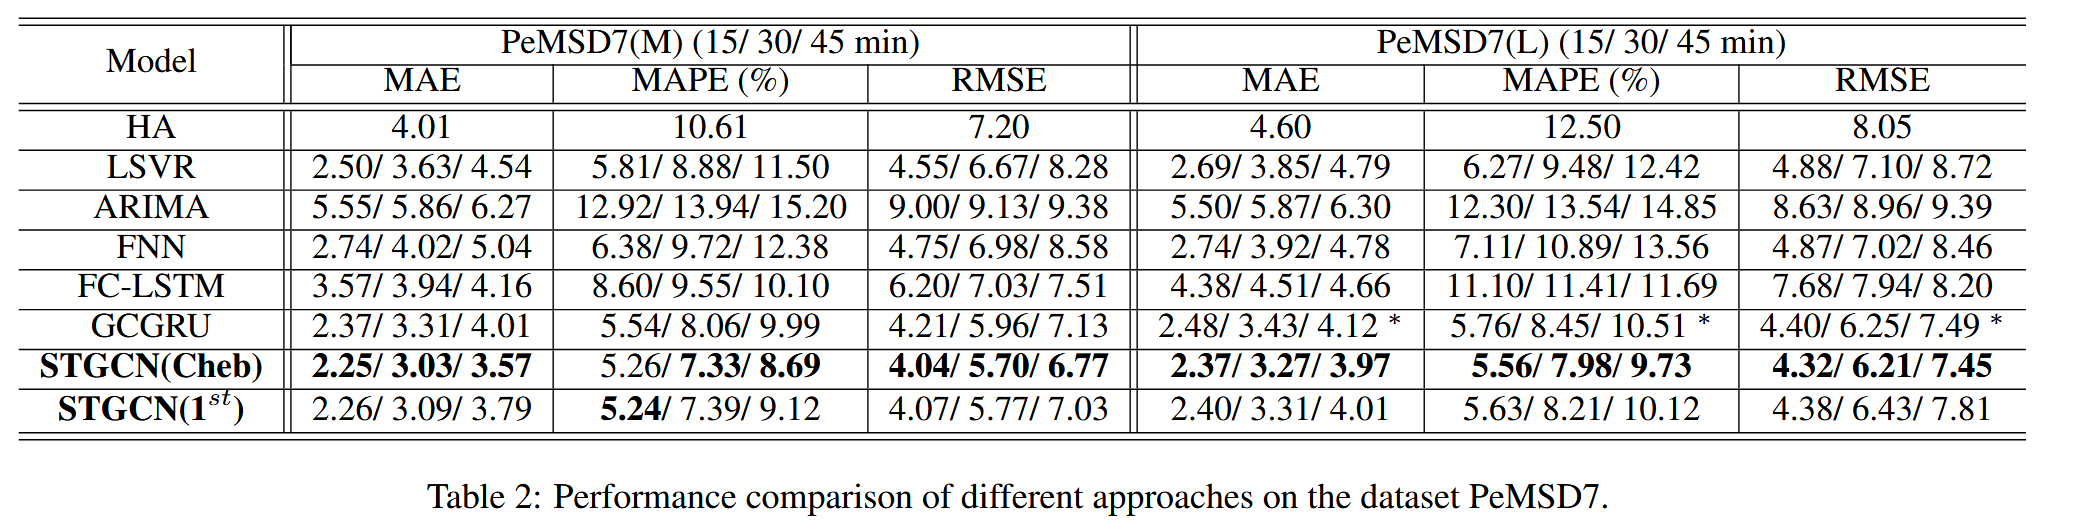 Model PeMSD7(M) (15/ 30/ 45 min) PeMSD7(L) (15/ 30/ 45 min)
MAE MAPE (%) RMSE MAE MAPE (%) RMSE
HA 4.01 10.61 7.20 4.60 12.50 8.05
LSVR 2.50/ 3.63/ 4.54 5.81/ 8.88/ 11.50 4.55/ 6.67/ 8.28 2.69/ 3.85/ 4.79 6.27/ 9.48/ 12.42 4.88/ 7.10/ 8.72
ARIMA 5.55/ 5.86/ 6.27 12.92/ 13.94/ 15.20 9.00/ 9.13/ 9.38 5.50/ 5.87/ 6.30 12.30/ 13.54/ 14.85 8.63/ 8.96/ 9.39
FNN 2.74/ 4.02/ 5.04 6.38/ 9.72/ 12.38 4.75/ 6.98/ 8.58 2.74/ 3.92/ 4.78 7.11/ 10.89/ 13.56 4.87/ 7.02/ 8.46
FC-LSTM 3.57/ 3.94/ 4.16 8.60/ 9.55/ 10.10 6.20/ 7.03/ 7.51 4.38/ 4.51/ 4.66 11.10/ 11.41/ 11.69 7.68/ 7.94/ 8.20
GCGRU 2.37/ 3.31/ 4.01 5.54/ 8.06/ 9.99 4.21/ 5.96/ 7.13 2.48/ 3.43/ 4.12 * 5.76/ 8.45/ 10.51 * 4.40/ 6.25/ 7.49 *
STGCN(Cheb) 2.25/ 3.03/ 3.57 5.26/ 7.33/ 8.69 4.04/ 5.70/ 6.77 2.37/ 3.27/ 3.97 5.56/ 7.98/ 9.73 4.32/ 6.21/ 7.45
STGCN(1st) 2.26/ 3.09/ 3.79 5.24/ 7.39/ 9.12 4.07/ 5.77/ 7.03 2.40/ 3.31/ 4.01 5.63/ 8.21/ 10.12 4.38/ 6.43/ 7.81
Table 2: Performance comparison of different approaches on the dataset PeMSD7.